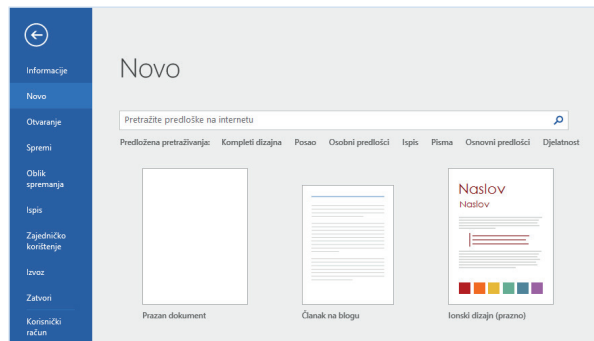 Informacije
Novo
Otvaranje
Spremi
Oblik
spremanja
Ispis
Zajedničko
korištenje
Izvoz
Zatvori
Korisnički
račun
Novo
Pretražite predloške na internetu
Predložena pretraživanja: Kompleti dizajna Posao Osobni predlošci Ispis Pisma Osnovni predlošci Djelatnost
Naslov
Naslov
Prazan dokument
Članak na blogu
Ionski dizajn (prazno)